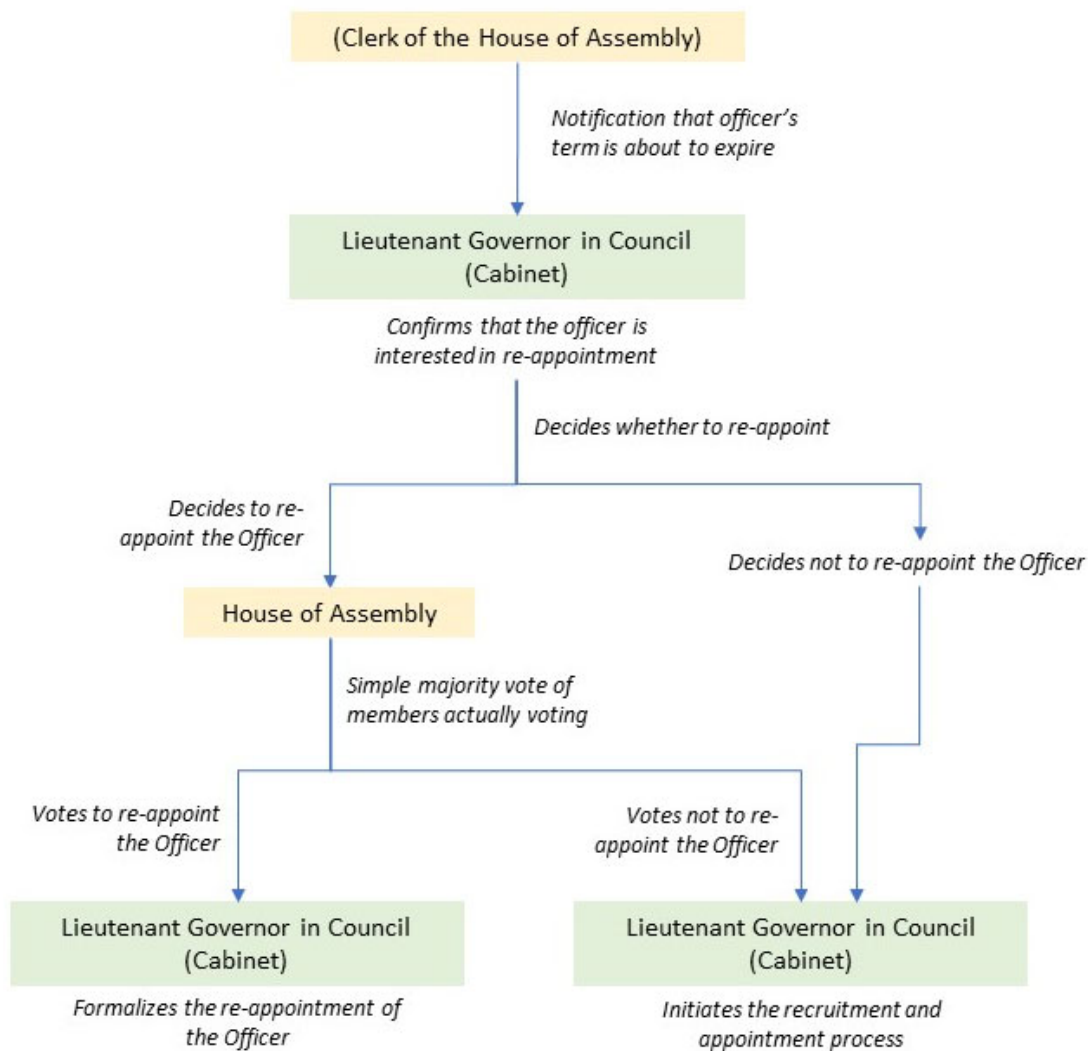 (Clerk of the House of Assembly)
Notification that officer's
term is about to expire
Lieutenant Governor in Council
(Cabinet)
Confirms that the officer is
interested in re-appointment
Decides whether to re-appoint
Decides to re-
appoint the Officer
Decides not to re-appoint the Officer
House of Assembly
Simple majority vote of
members actually voting
Votes to re-appoint
the Officer
Votes not to re-
appoint the Officer
Lieutenant Governor in Council
(Cabinet)
Formalizes the re-appointment of
the Officer
Lieutenant Governor in Council
(Cabinet)
Initiates the recruitment and
appointment process